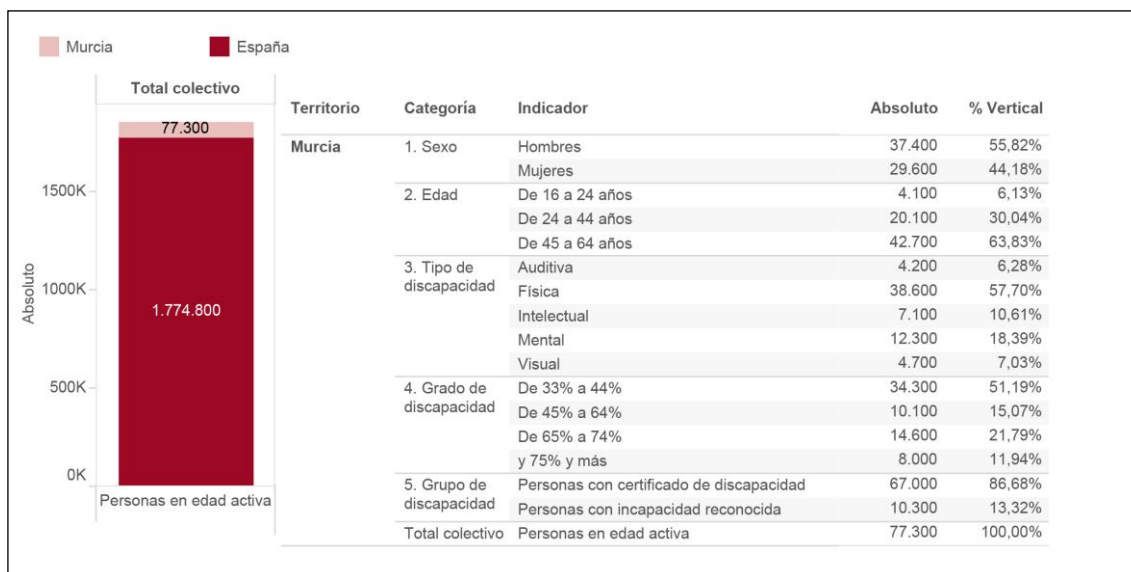 Murcia España
Total colectivo
77.300
1500K
1000K
1.774.800
500K
0K
Absoluto
Personas en edad activa
Territorio Categoría Indicador Absoluto % Vertical
Murcia 1. Sexo Hombres 37.400 55,82%
Mujeres 29.600 44,18%
2. Edad De 16 a 24 años 4.100 6,13%
De 24 a 44 años 20.100 30,04%
De 45 a 64 años 42.700 63,83%
3. Tipo de discapacidad Auditiva 4.200 6,28%
Física 38.600 57,70%
Intelectual 7.100 10,61%
Mental 12.300 18,39%
Visual 4.700 7,03%
4. Grado de discapacidad De 33% a 44% 34.300 51,19%
De 45% a 64% 10.100 15,07%
De 65% a 74% 14.600 21,79%
y 75% y más 8.000 11,94%
5. Grupo de discapacidad Personas con certificado de discapacidad 67.000 86,68%
Personas con incapacidad reconocida 10.300 13,32%
Total colectivo Personas en edad activa 77.300 100,00%